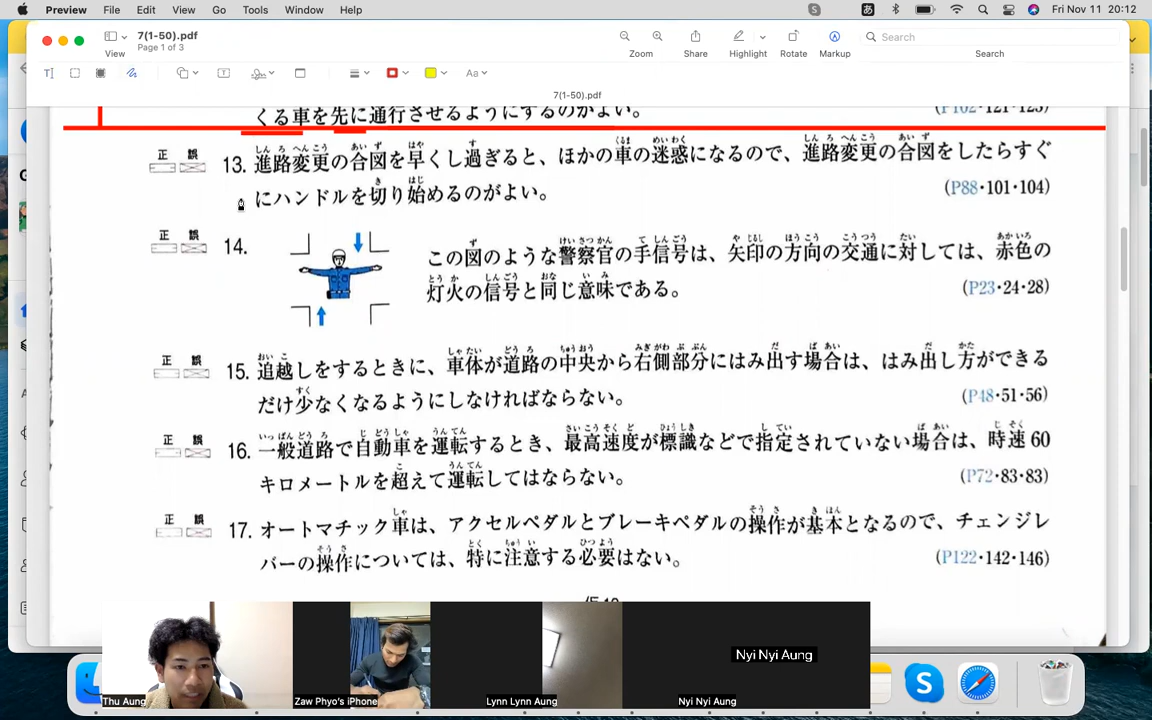 Preview File Edit View Go Tools Window Help あ Fri Nov 11 20:12
7(1-50).pdf
Page 1 of 3
View Zoom Share Highlight Rotate Markup Search
Search
Aa
7(1-50).pdf
くる車を先に通行させるようにするのがよい。 (P102・121・123)
正 誤 13. 進路変更の合図を早くし過ぎると、ほかの車の迷惑になるので、進路変更の合図をしたらすぐ
にハンドルを切り始めるのがよい。 (P88・101・104)
正 誤 14. この図のような警察官の手信号は、矢印の方向の交通に対しては、赤色の
灯火の信号と同じ意味である。 (P23・24・28)
正 誤 15. 追越しをするときに、車体が道路の中央から右側部分にはみ出す場合は、はみ出し方ができる
だけ少なくなるようにしなければならない。 (P48・51・56)
正 誤 16. 一般道路で自動車を運転するとき、最高速度が標識などで指定されていない場合は、時速60
キロメートルを超えて運転してはならない。 (P72・83・83)
正 誤 17. オートマチック車は、アクセルペダルとブレーキペダルの操作が基本となるので、チェンジレ
バーの操作については、特に注意する必要はない。 (P122・142・146)
Nyi Nyi Aung
Thu Aung Zaw Phyo's iPhone Lynn Lynn Aung Nyi Nyi Aung